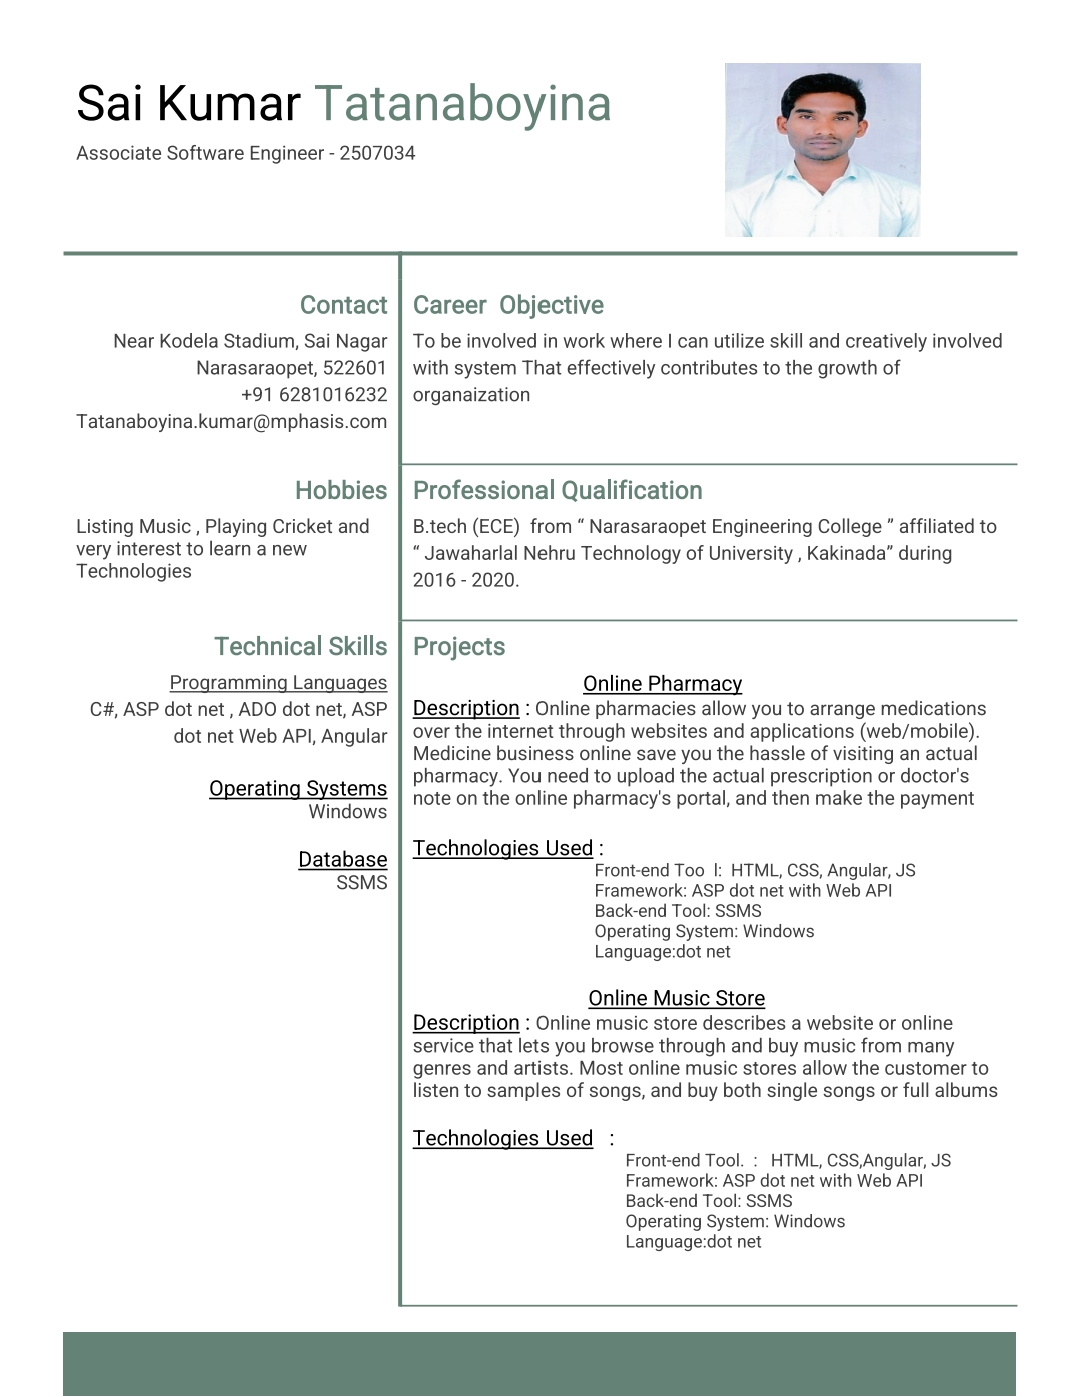 Sai Kumar Tatanaboyina
Associate Software Engineer - 2507034
Contact
Near Kodela Stadium, Sai Nagar
Narasaraopet, 522601
+91 6281016232
Tatanaboyina.kumar@mphasis.com
Career  Objective
To be involved in work where I can utilize skill and creatively involved
with system That effectively contributes to the growth of
organaization
Hobbies
Listing Music , Playing Cricket and
very interest to learn a new
Technologies
Professional Qualification
B.tech (ECE)  from “ Narasaraopet Engineering College ” affiliated to
“ Jawaharlal Nehru Technology of University , Kakinada” during
2016 - 2020.
Technical Skills
Programming Languages
C#, ASP dot net , ADO dot net, ASP
dot net Web API, Angular
Operating Systems
Windows
Database
SSMS
Projects
Online Pharmacy
Description : Online pharmacies allow you to arrange medications
over the internet through websites and applications (web/mobile).
Medicine business online save you the hassle of visiting an actual
pharmacy. You need to upload the actual prescription or doctor's
note on the online pharmacy's portal, and then make the payment
Technologies Used :
Front-end Too  l:  HTML, CSS, Angular, JS
Framework: ASP dot net with Web API
Back-end Tool: SSMS
Operating System: Windows
Language:dot net
Online Music Store
Description : Online music store describes a website or online
service that lets you browse through and buy music from many
genres and artists. Most online music stores allow the customer to
listen to samples of songs, and buy both single songs or full albums
Technologies Used   :
Front-end Tool.  :   HTML, CSS,Angular, JS
Framework: ASP dot net with Web API
Back-end Tool: SSMS
Operating System: Windows
Language:dot net